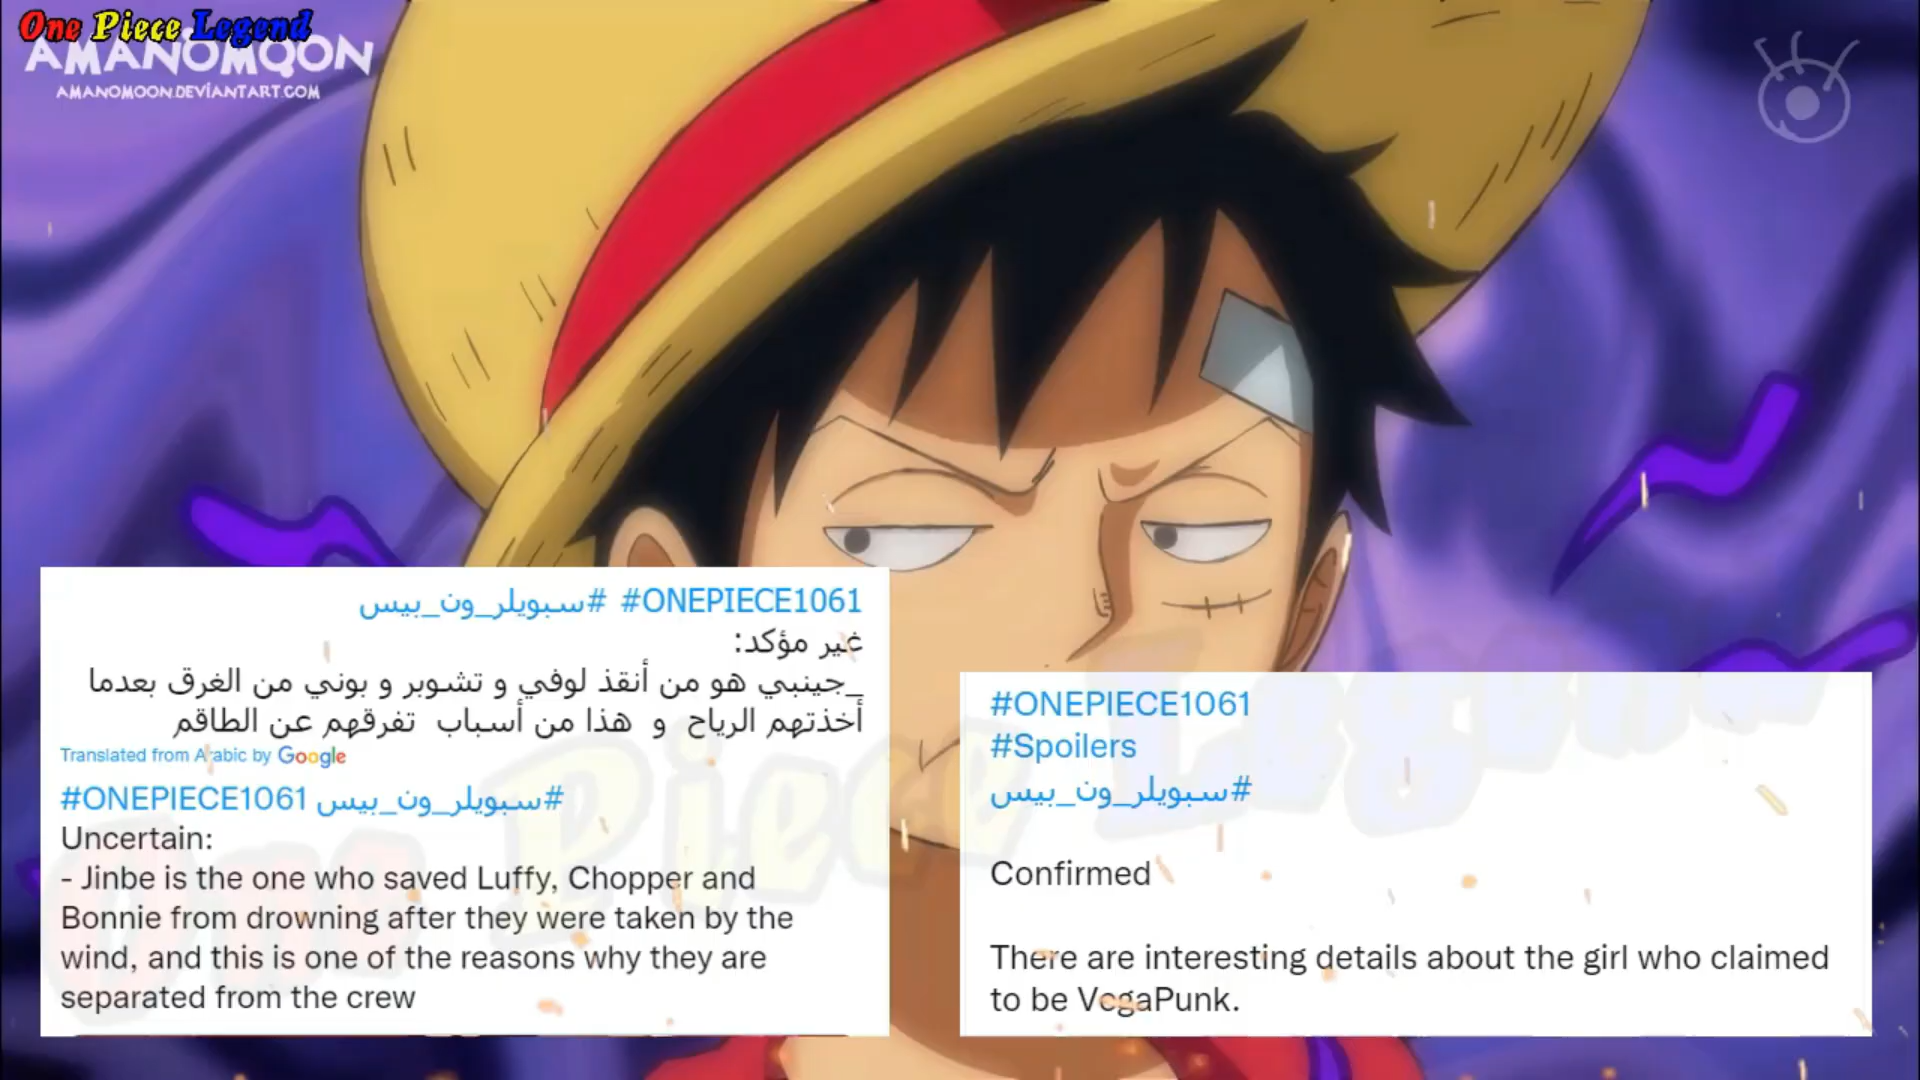 One Piece Legend
AMANOMOON
AMANOMOON.DEVIANTART.COM
#ONEPIECE1061 #سبويلر_ون_بيس
غير مؤكد:
_جينبي هو من أنقذ لوفي و تشوبر و بوني من الغرق بعدما
أخذتهم الرياح و هذا من أسباب تفرقهم عن الطاقم
Translated from Arabic by Google
#ONEPIECE1061 #سبويلر_ون_بيس
Uncertain:
- Jinbe is the one who saved Luffy, Chopper and
Bonnie from drowning after they were taken by the
wind, and this is one of the reasons why they are
separated from the crew
#ONEPIECE1061
#Spoilers
#سبويلر_ون_بيس
Confirmed
There are interesting details about the girl who claimed
to be VegaPunk.
One Piece Legend